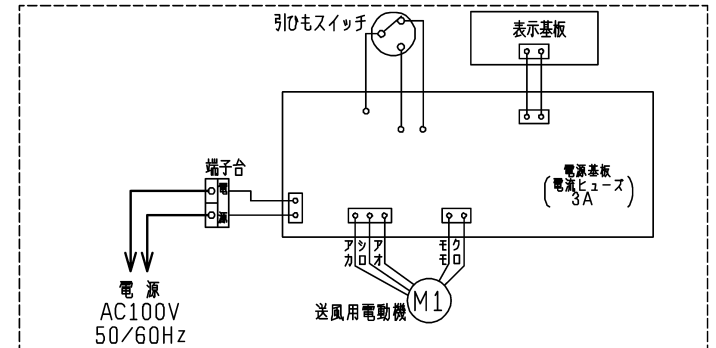 引ひもスイッチ
表示基板
端子台
電
源
電源基板
(電流ヒューズ)
3A
アカ
シロ
アオ
モモ
クロ
M1
送風用電動機
電源
AC100V
50/60Hz